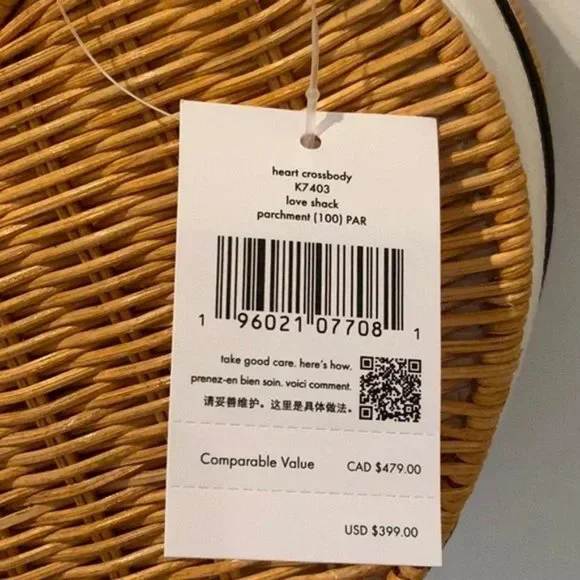 heart crossbody
K7403
love shack
parchment (100) PAR
1 96021 07708 1
take good care. here's how.
prenez-en bien soin. voici comment.
请妥善维护。这里是具体做法。
Comparable Value CAD $479.00
USD $399.00